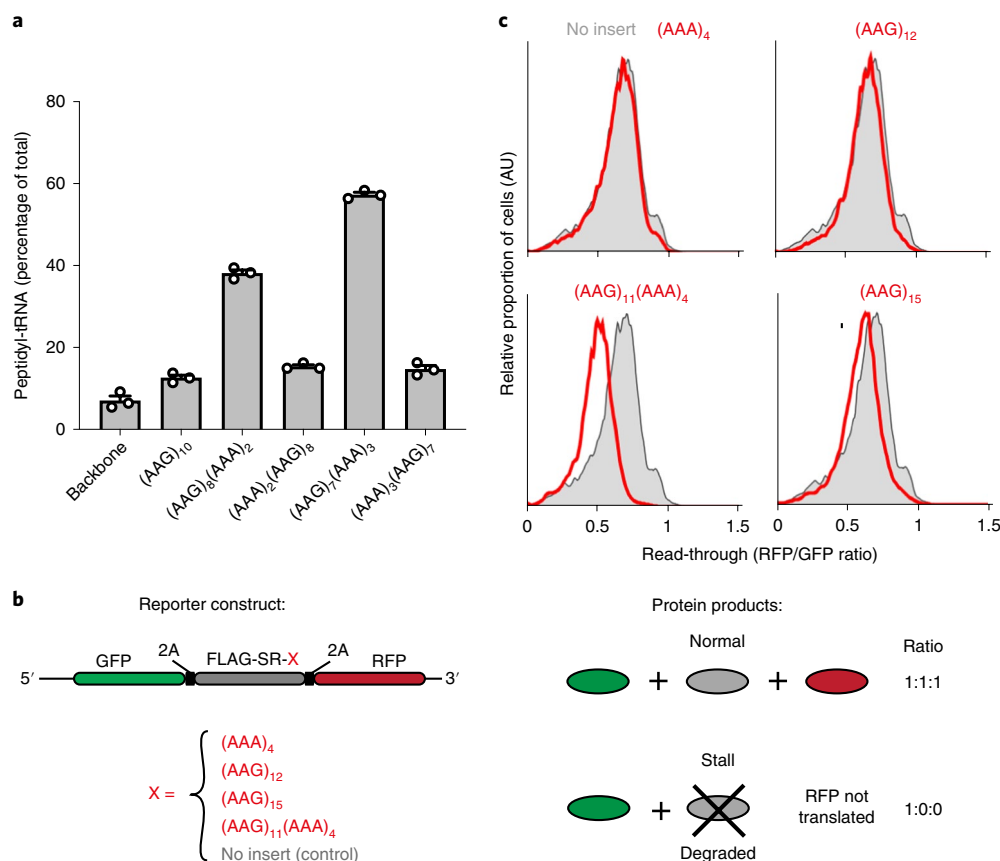 a
Peptidyl-tRNA (percentage of total)
80
60
40
20
0
Backbone
(AAG)₁₀
(AAG)₈(AAA)₂
(AAA)₂(AAG)₈
(AAG)₇(AAA)₃
(AAA)₃(AAG)₇
c
No insert (AAA)₄
(AAG)₁₂
(AAG)₁₁(AAA)₄
(AAG)₁₅
Relative proportion of cells (AU)
0 0.5 1 1.5
0 0.5 1 1.5
Read-through (RFP/GFP ratio)
b
Reporter construct:
5′ GFP 2A FLAG-SR-X 2A RFP 3′
X =
(AAA)₄
(AAG)₁₂
(AAG)₁₅
(AAG)₁₁(AAA)₄
No insert (control)
Protein products:
Normal
Ratio
+ + 1:1:1
Stall
+ RFP not
translated
1:0:0
Degraded